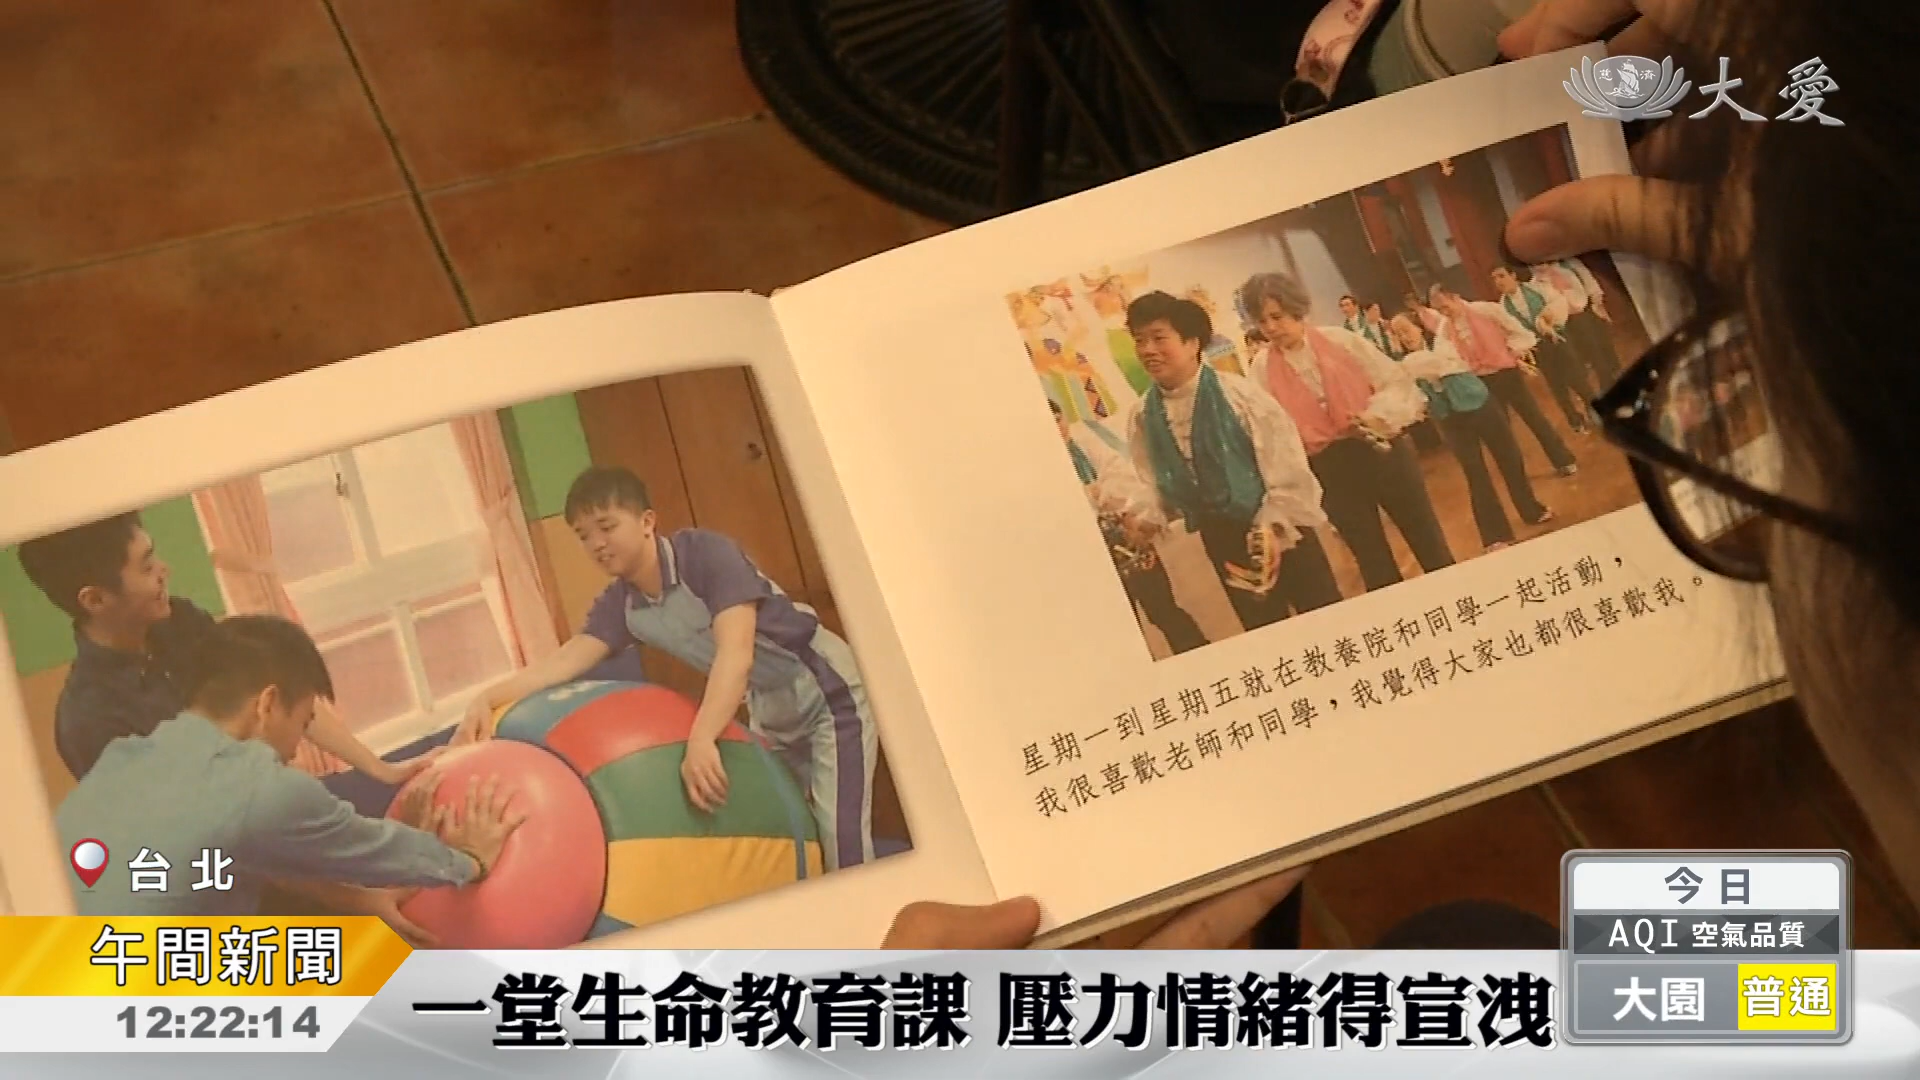 慈濟
大愛
星期一到星期五就在教養院和同學一起活動，
我很喜歡老師和同學，我覺得大家也都很喜歡我。
台北
午間新聞
12:22:14
一堂生命教育課 壓力情緒得宣洩
今日
AQI 空氣品質
大園 普通